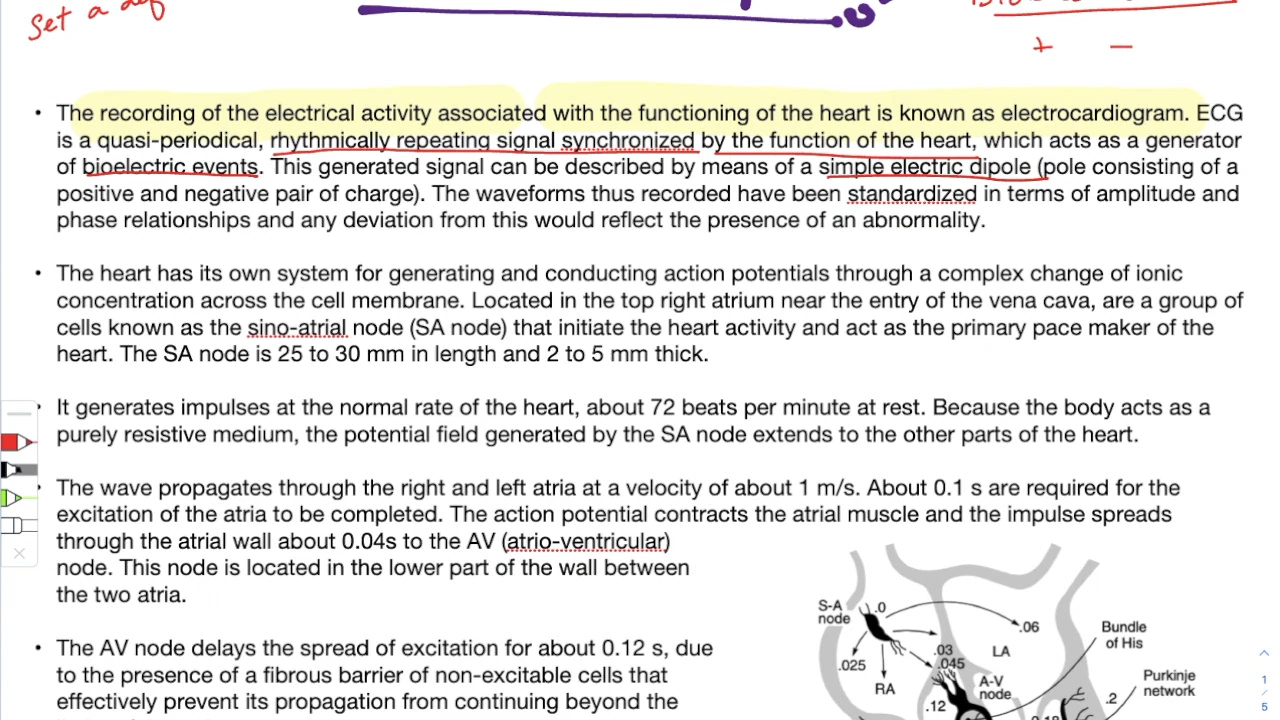 Set a def
+ −
• The recording of the electrical activity associated with the functioning of the heart is known as electrocardiogram. ECG
is a quasi-periodical, rhythmically repeating signal synchronized by the function of the heart, which acts as a generator
of bioelectric events. This generated signal can be described by means of a simple electric dipole (pole consisting of a
positive and negative pair of charge). The waveforms thus recorded have been standardized in terms of amplitude and
phase relationships and any deviation from this would reflect the presence of an abnormality.
• The heart has its own system for generating and conducting action potentials through a complex change of ionic
concentration across the cell membrane. Located in the top right atrium near the entry of the vena cava, are a group of
cells known as the sino-atrial node (SA node) that initiate the heart activity and act as the primary pace maker of the
heart. The SA node is 25 to 30 mm in length and 2 to 5 mm thick.
It generates impulses at the normal rate of the heart, about 72 beats per minute at rest. Because the body acts as a
purely resistive medium, the potential field generated by the SA node extends to the other parts of the heart.
The wave propagates through the right and left atria at a velocity of about 1 m/s. About 0.1 s are required for the
excitation of the atria to be completed. The action potential contracts the atrial muscle and the impulse spreads
through the atrial wall about 0.04s to the AV (atrio-ventricular)
node. This node is located in the lower part of the wall between
the two atria.
• The AV node delays the spread of excitation for about 0.12 s, due
to the presence of a fibrous barrier of non-excitable cells that
effectively prevent its propagation from continuing beyond the
S-A
node
.0
.06
.03
.045
.025
RA
LA
A-V
node
.12
Bundle
of His
Purkinje
network
.2
1
/
5